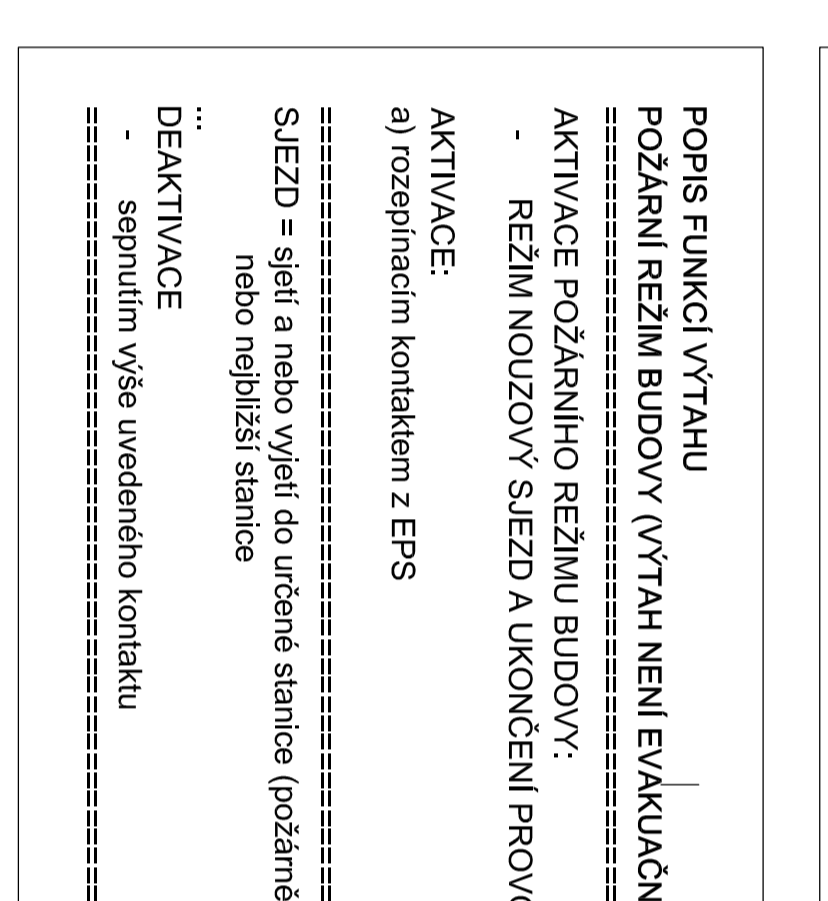 POPIS FUNKCÍ VÝTAHU
POŽÁRNÍ REŽIM BUDOVY (VÝTAH NENÍ EVAKUAČN
================================
AKTIVACE POŽÁRNÍHO REŽIMU BUDOVY:
- REŽIM NOUZOVÝ SJEZD A UKONČENÍ PROVO
AKTIVACE:
a) rozepínacím kontaktem z EPS
================================
SJEZD = sjetí a nebo vyjetí do určené stanice (požárně
nebo nejbližší stanice
...
DEAKTIVACE
- sepnutím výše uvedeného kontaktu
================================